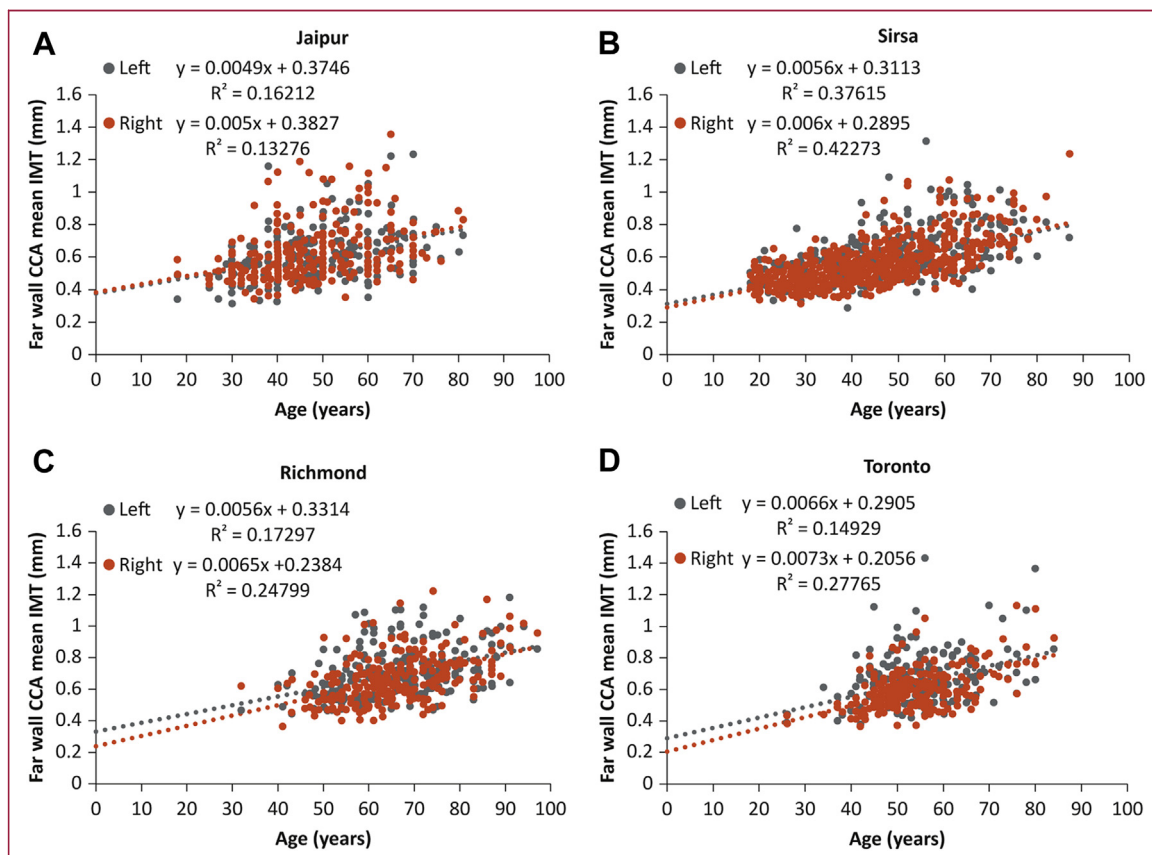 A
Jaipur
Left y = 0.0049x + 0.3746
R² = 0.16212
Right y = 0.005x + 0.3827
R² = 0.13276
Far wall CCA mean IMT (mm)
1.6
1.4
1.2
1
0.8
0.6
0.4
0.2
0
0 10 20 30 40 50 60 70 80 90 100
Age (years)
B
Sirsa
Left y = 0.0056x + 0.3113
R² = 0.37615
Right y = 0.006x + 0.2895
R² = 0.42273
Far wall CCA mean IMT (mm)
1.6
1.4
1.2
1
0.8
0.6
0.4
0.2
0
0 10 20 30 40 50 60 70 80 90 100
Age (years)
C
Richmond
Left y = 0.0056x + 0.3314
R² = 0.17297
Right y = 0.0065x +0.2384
R² = 0.24799
Far wall CCA mean IMT (mm)
1.6
1.4
1.2
1
0.8
0.6
0.4
0.2
0
0 10 20 30 40 50 60 70 80 90 100
Age (years)
D
Toronto
Left y = 0.0066x + 0.2905
R² = 0.14929
Right y = 0.0073x + 0.2056
R² = 0.27765
Far wall CCA mean IMT (mm)
1.6
1.4
1.2
1
0.8
0.6
0.4
0.2
0
0 10 20 30 40 50 60 70 80 90 100
Age (years)